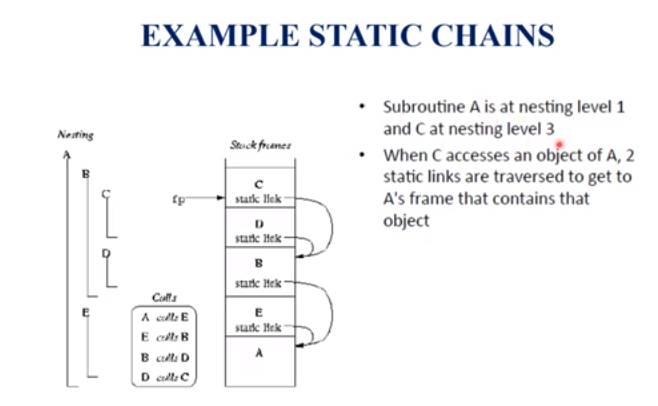 EXAMPLE STATIC CHAINS
• Subroutine A is at nesting level 1
and C at nesting level 3
• When C accesses an object of A, 2
static links are traversed to get to
A's frame that contains that
object
Nesting
A
B
C
D
E
Calls
A calls E
E calls B
B calls D
D calls C
Stack frames
fp
C
static link
D
static link
B
static link
E
static link
A